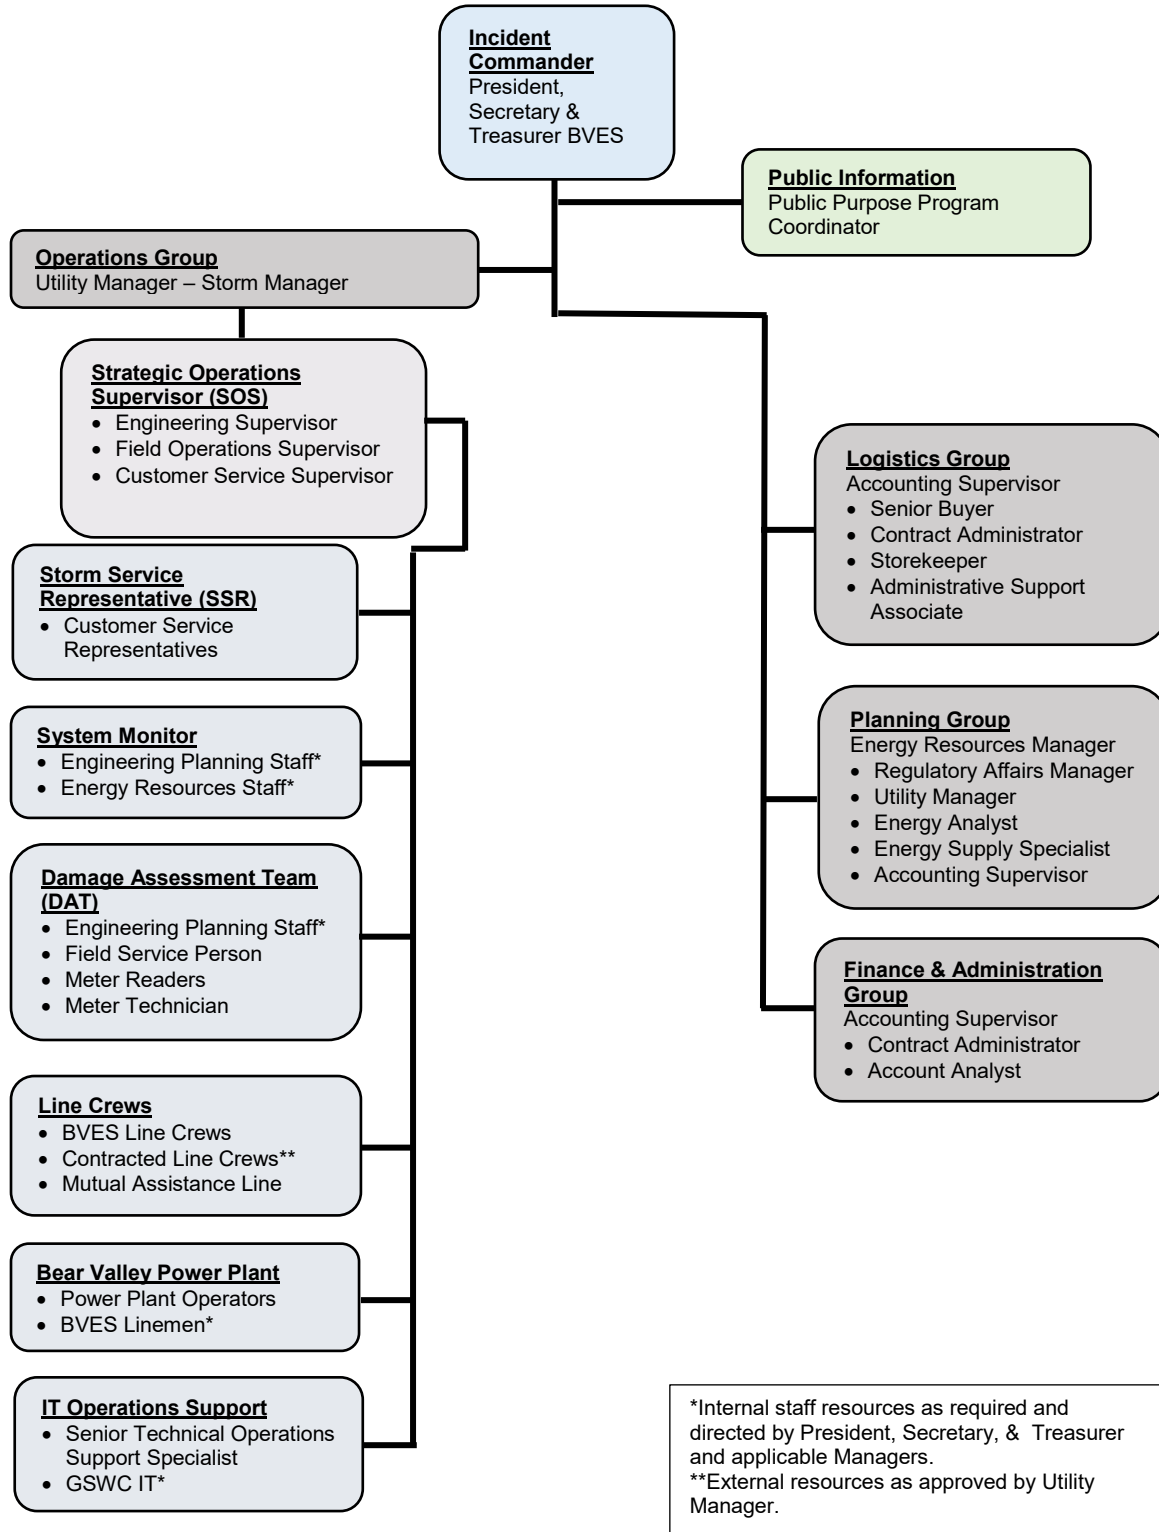 Incident
Commander
President,
Secretary &
Treasurer BVES
Public Information
Public Purpose Program
Coordinator
Operations Group
Utility Manager – Storm Manager
Strategic Operations
Supervisor (SOS)
• Engineering Supervisor
• Field Operations Supervisor
• Customer Service Supervisor
Storm Service
Representative (SSR)
• Customer Service
Representatives
System Monitor
• Engineering Planning Staff*
• Energy Resources Staff*
Damage Assessment Team
(DAT)
• Engineering Planning Staff*
• Field Service Person
• Meter Readers
• Meter Technician
Line Crews
• BVES Line Crews
• Contracted Line Crews**
• Mutual Assistance Line
Bear Valley Power Plant
• Power Plant Operators
• BVES Linemen*
IT Operations Support
• Senior Technical Operations
Support Specialist
• GSWC IT*
Logistics Group
Accounting Supervisor
• Senior Buyer
• Contract Administrator
• Storekeeper
• Administrative Support
Associate
Planning Group
Energy Resources Manager
• Regulatory Affairs Manager
• Utility Manager
• Energy Analyst
• Energy Supply Specialist
• Accounting Supervisor
Finance & Administration
Group
Accounting Supervisor
• Contract Administrator
• Account Analyst
*Internal staff resources as required and
directed by President, Secretary, & Treasurer
and applicable Managers.
**External resources as approved by Utility
Manager.